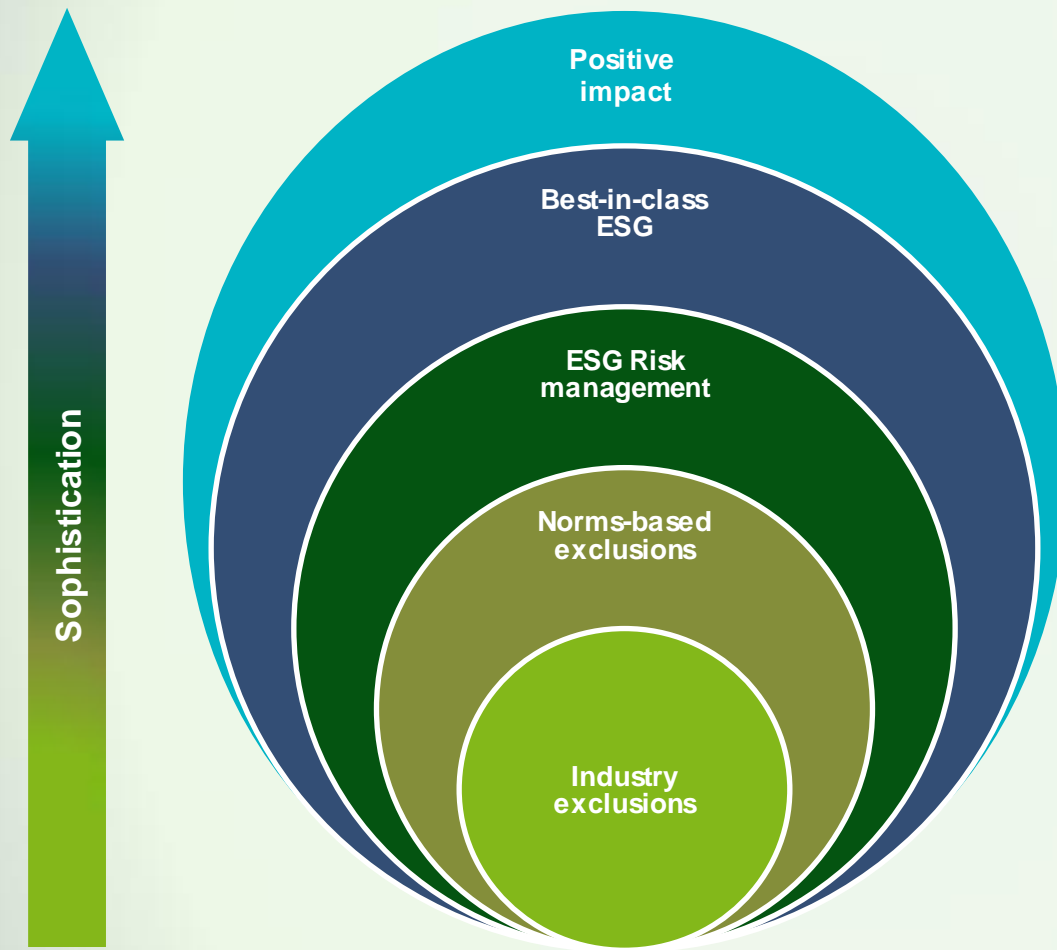 Positive
impact
Best-in-class
ESG
ESG Risk
management
Norms-based
exclusions
Industry
exclusions
Sophistication